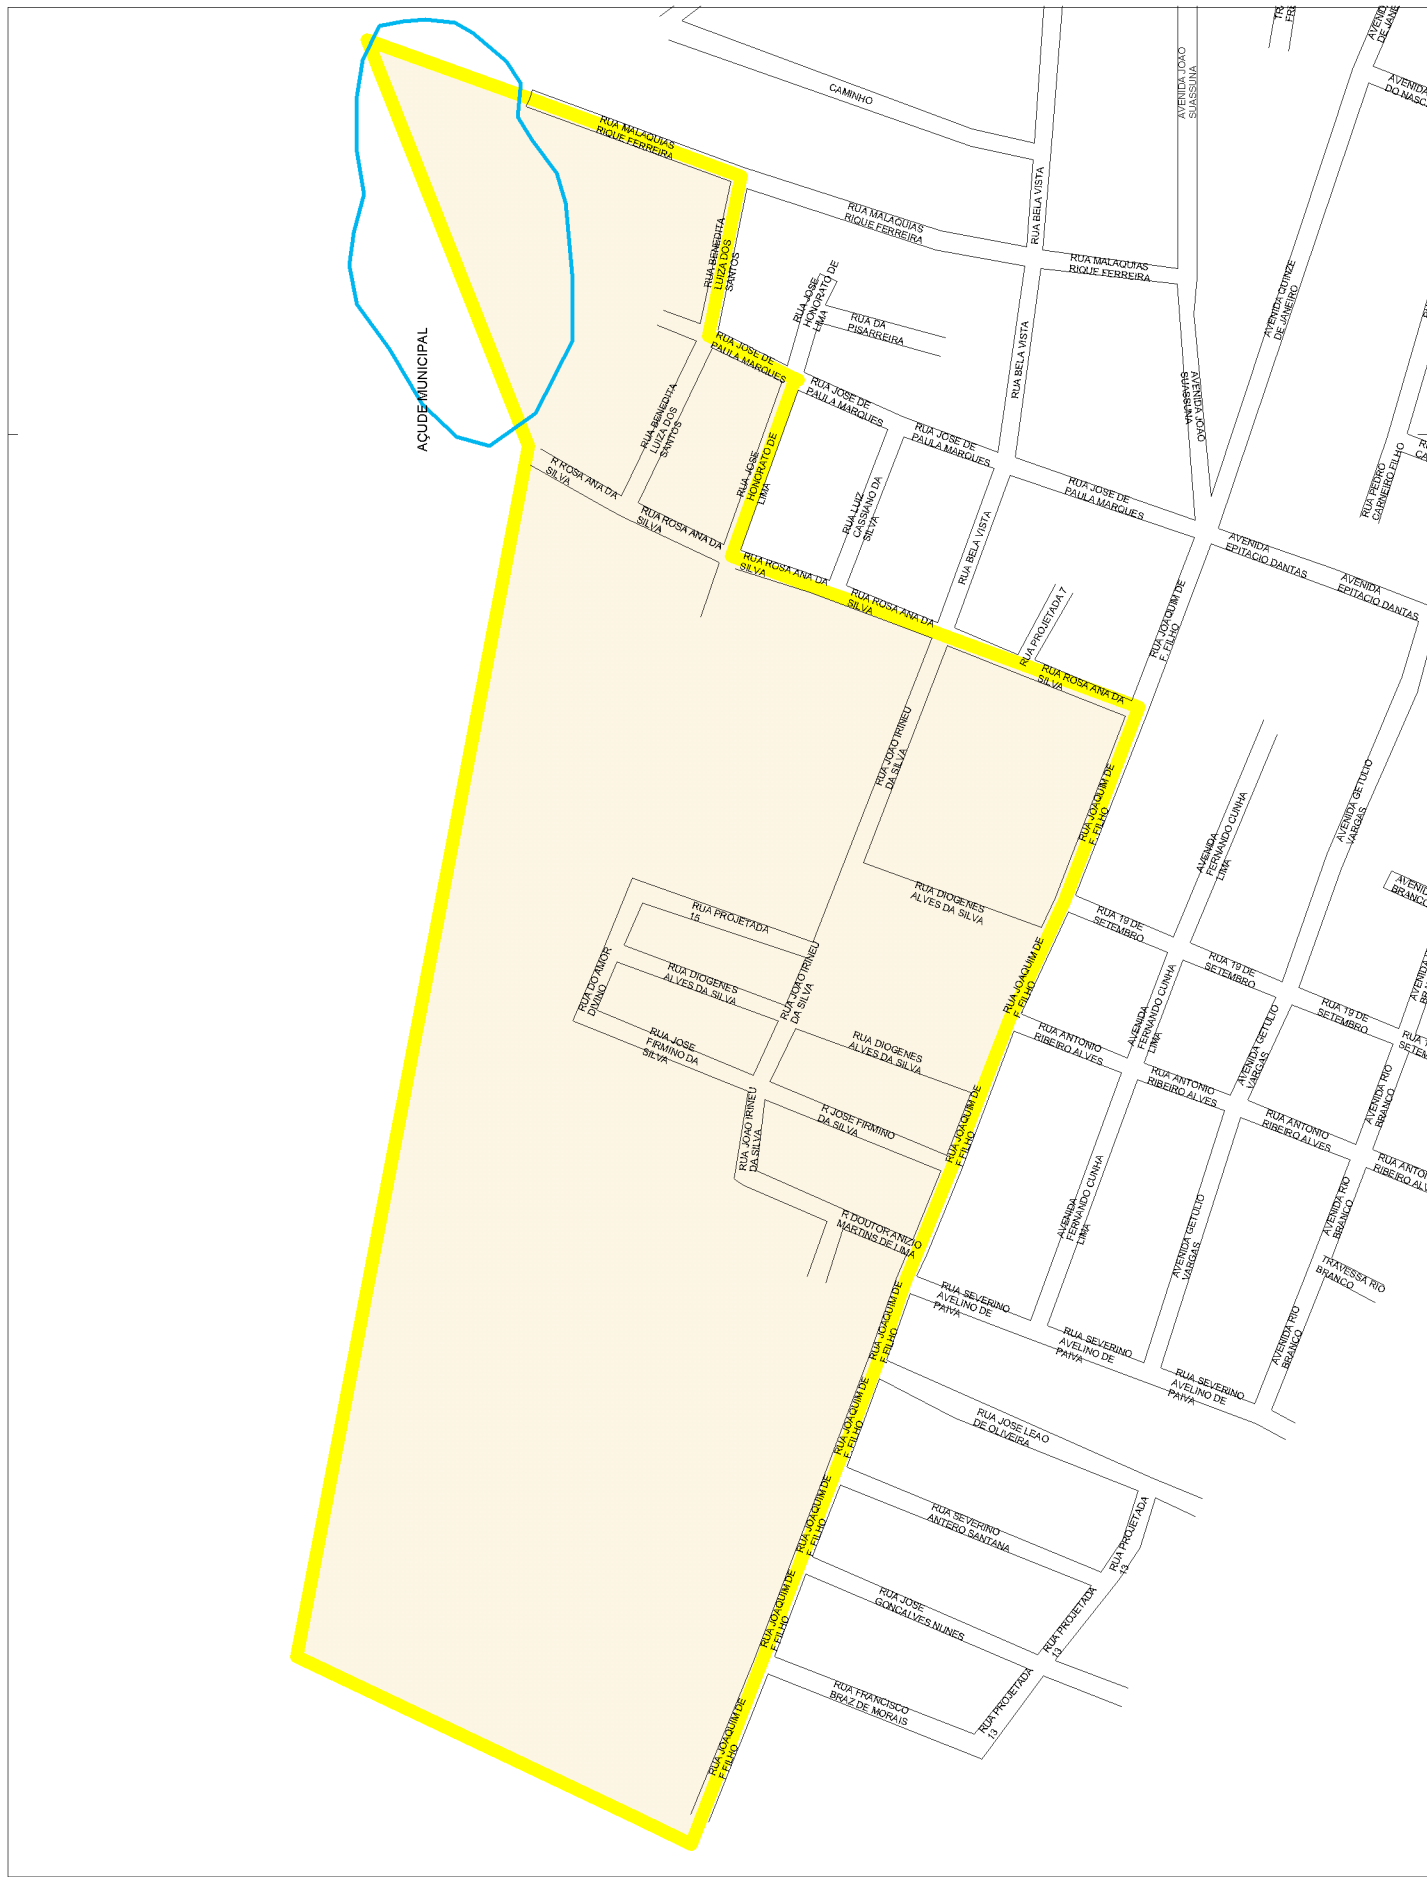 AVENIDA
DE JANE
TR
FR
AVENIDA JOAO
SUASSUNA
CAMINHO
AVENIDA
DO NASC
RUA MALAQUIAS
RIQUE FERREIRA
RUA BELA VISTA
RUA MALAQUIAS
RIQUE FERREIRA
RUA BENEDITA
LUIZA DOS
SANTOS
RUA MALAQUIAS
RIQUE FERREIRA
RUA JOSE
HONORATO DE
LIMA
RUA DA
PISARREIRA
AVENIDA QUINZE
DE JANEIRO
RUA BELA VISTA
AÇUDE MUNICIPAL
RUA JOSE DE
PAULA MARQUES
RUA JOSE DE
PAULA MARQUES
AVENIDA JOAO
SUASSUNA
RUA BENEDITA
LUIZA DOS
SANTOS
RUA JOSE DE
PAULA MARQUES
RUA JOSE
HONORATO DE
LIMA
R ROSA ANA DA
SILVA
RUA LUIZ
CASSIANO DA
SILVA
RUA JOSE DE
PAULA MARQUES
RUA PEDRO
CARNEIRO FILHO
R
CA
RUA ROSA ANA DA
SILVA
RUA BELA VISTA
AVENIDA
EPITACIO DANTAS
AVENIDA
EPITACIO DANTAS
RUA ROSA ANA DA
SILVA
RUA ROSA ANA DA
SILVA
RUA PROJETADA 7
RUA JOAQUIM DE
F. FILHO
RUA ROSA ANA DA
SILVA
RUA JOAO IRINEU
DA SILVA
RUA JOAQUIM DE
F. FILHO
AVENIDA
FERNANDO CUNHA
LIMA
AVENIDA GETULIO
VARGAS
RUA DIOGENES
ALVES DA SILVA
AVENID
BRANCO
RUA PROJETADA
15
RUA 19 DE
SETEMBRO
RUA DO AMOR
DIVINO
RUA DIOGENES
ALVES DA SILVA
RUA JOAO IRINEU
DA SILVA
RUA JOAQUIM DE
F. FILHO
RUA 19 DE
SETEMBRO
AVENIDA
FERNANDO CUNHA
LIMA
RUA 19 DE
SETEMBRO
RUA JOSE
FIRMINO DA
SILVA
RUA DIOGENES
ALVES DA SILVA
RUA ANTONIO
RIBEIRO ALVES
AVENIDA GETULIO
VARGAS
RUA ANTONIO
RIBEIRO ALVES
AVENIDA RIO
BRANCO
RUA JOAO IRINEU
DA SILVA
R JOSE FIRMINO
DA SILVA
RUA JOAQUIM DE
F. FILHO
RUA ANTONIO
RIBEIRO ALVES
AVENIDA
FERNANDO CUNHA
LIMA
AVENIDA GETULIO
VARGAS
AVENIDA RIO
BRANCO
R DOUTOR ANIZIO
MARTINS DE LIMA
TRAVESSA RIO
BRANCO
RUA JOAQUIM DE
F. FILHO
RUA SEVERINO
AVELINO DE
PAIVA
RUA SEVERINO
AVELINO DE
PAIVA
AVENIDA RIO
BRANCO
RUA SEVERINO
AVELINO DE
PAIVA
RUA JOAQUIM DE
F. FILHO
RUA JOSE LEAO
DE OLIVEIRA
RUA JOAQUIM DE
F. FILHO
RUA SEVERINO
ANTERO SANTANA
RUA PROJETADA
13
RUA JOAQUIM DE
F. FILHO
RUA JOSE
GONCALVES NUNES
RUA PROJETADA
13
RUA FRANCISCO
BRAZ DE MORAIS
RUA PROJETADA
13
RUA JOAQUIM DE
F. FILHO